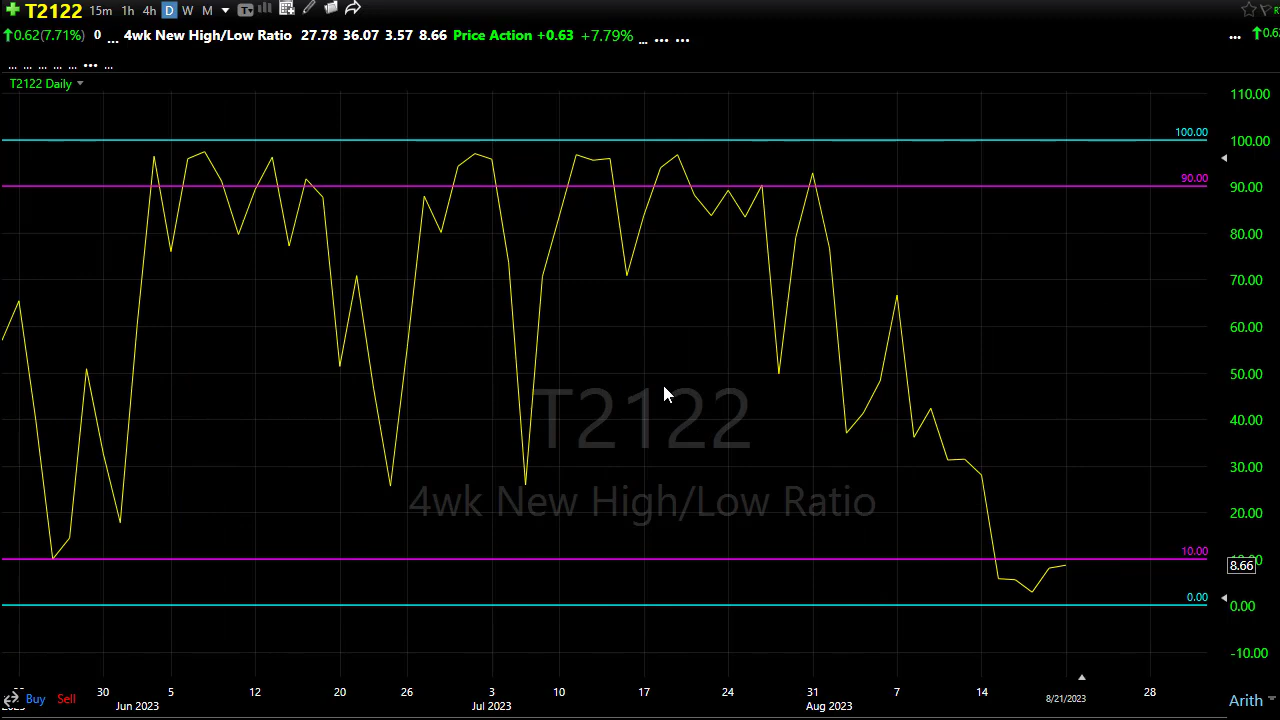 T2122 15m 1h 4h D W M T
0.62(7.71%) 0 ... 4wk New High/Low Ratio 27.78 36.07 3.57 8.66 Price Action +0.63 +7.79% ... ... ... ... 0.62
... ... ... ... ... ... ...
T2122 Daily
110.00
100.00 100.00
90.00 90.00
80.00
70.00
60.00
50.00
T2122
40.00
30.00
4wk New High/Low Ratio
20.00
10.00
8.66
0.00 0.00
-10.00
30 5 12 20 26 3 10 17 24 31 7 14 8/21/2023 28
Buy Sell Arith
Jun 2023 Jul 2023 Aug 2023